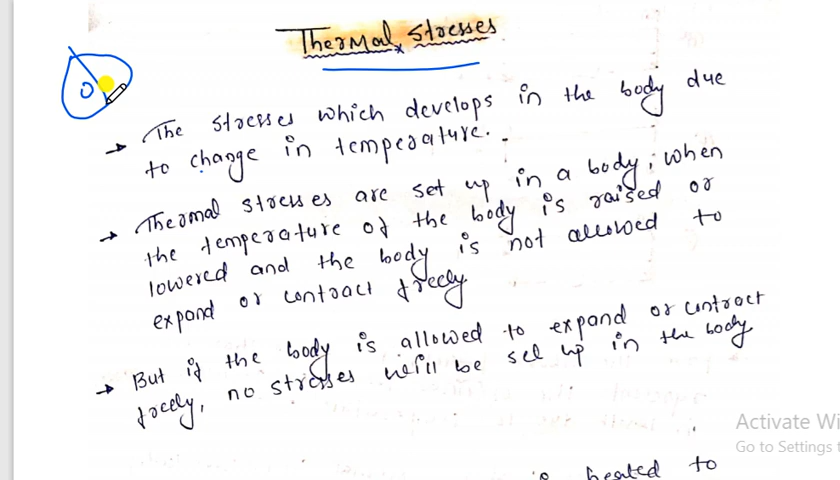 Thermal Stresses
→ The stresses which develops in the body due
to change in temperature.
→ Thermal stresses are set up in a body, when
the temperature of the body is raised or
lowered and the body is not allowed to
expand or contract freely
→ But if the body is allowed to expand or contract
freely, no stresses will be set up in the body
Activate Wi
Go to Settings t
is heated to